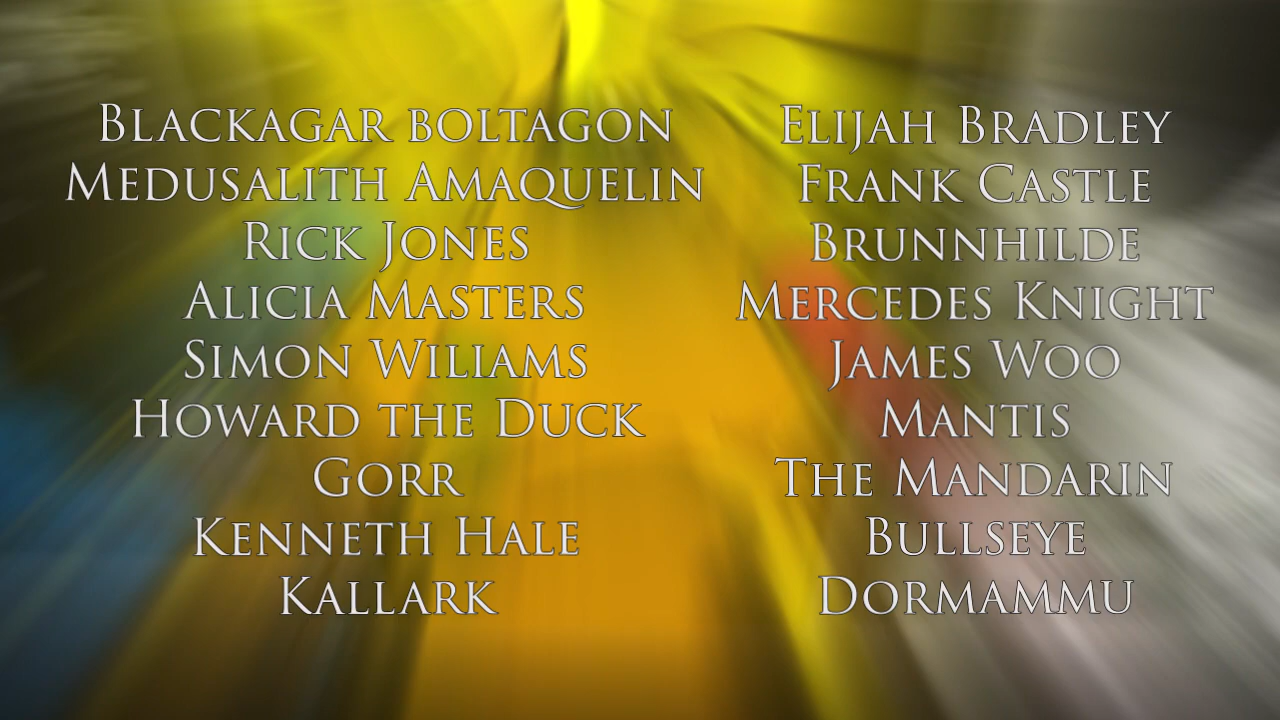 Blackagar boltagon
Medusalith Amaquelin
Rick Jones
Alicia Masters
Simon Wiliams
Howard the Duck
Gorr
Kenneth Hale
Kallark
Elijah Bradley
Frank Castle
Brunnhilde
Mercedes Knight
James Woo
Mantis
The Mandarin
Bullseye
Dormammu